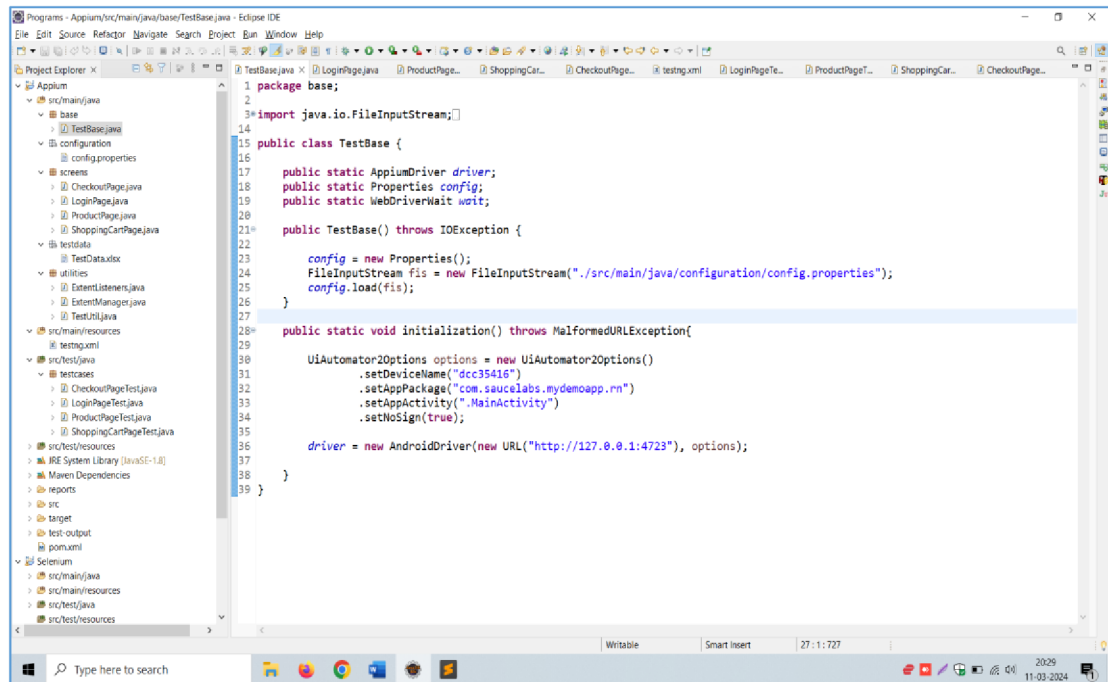 Programs - Appium/src/main/java/base/TestBase.java - Eclipse IDE
File Edit Source Refactor Navigate Search Project Run Window Help
Project Explorer
TestBase.java LoginPage.java ProductPage... ShoppingCar... CheckoutPage... testng.xml LoginPageTe... ProductPageT... ShoppingCar... CheckoutPage...
Appium
src/main/java
base
TestBase.java
configuration
config.properties
screens
CheckoutPage.java
LoginPage.java
ProductPage.java
ShoppingCartPage.java
testdata
TestData.xlsx
utilities
ExtentListeners.java
ExtentManager.java
TestUtil.java
src/main/resources
testng.xml
src/test/java
testcases
CheckoutPageTest.java
LoginPageTest.java
ProductPageTest.java
ShoppingCartPageTest.java
src/test/resources
JRE System Library [JavaSE-1.8]
Maven Dependencies
reports
src
target
test-output
pom.xml
Selenium
src/main/java
src/main/resources
src/test/java
src/test/resources
1 package base;
2
3 import java.io.FileInputStream;
14
15 public class TestBase {
16
17 public static AppiumDriver driver;
18 public static Properties config;
19 public static WebDriverWait wait;
20
21 public TestBase() throws IOException {
22
23 config = new Properties();
24 FileInputStream fis = new FileInputStream("./src/main/java/configuration/config.properties");
25 config.load(fis);
26 }
27
28 public static void initialization() throws MalformedURLException{
29
30 UiAutomator2Options options = new UiAutomator2Options()
31 .setDeviceName("dcc35416")
32 .setAppPackage("com.saucelabs.mydemoapp.rn")
33 .setAppActivity(".MainActivity")
34 .setNoSign(true);
35
36 driver = new AndroidDriver(new URL("http://127.0.0.1:4723"), options);
37
38 }
39 }
Writable Smart Insert 27 : 1 : 727
Type here to search
20:29
11-03-2024